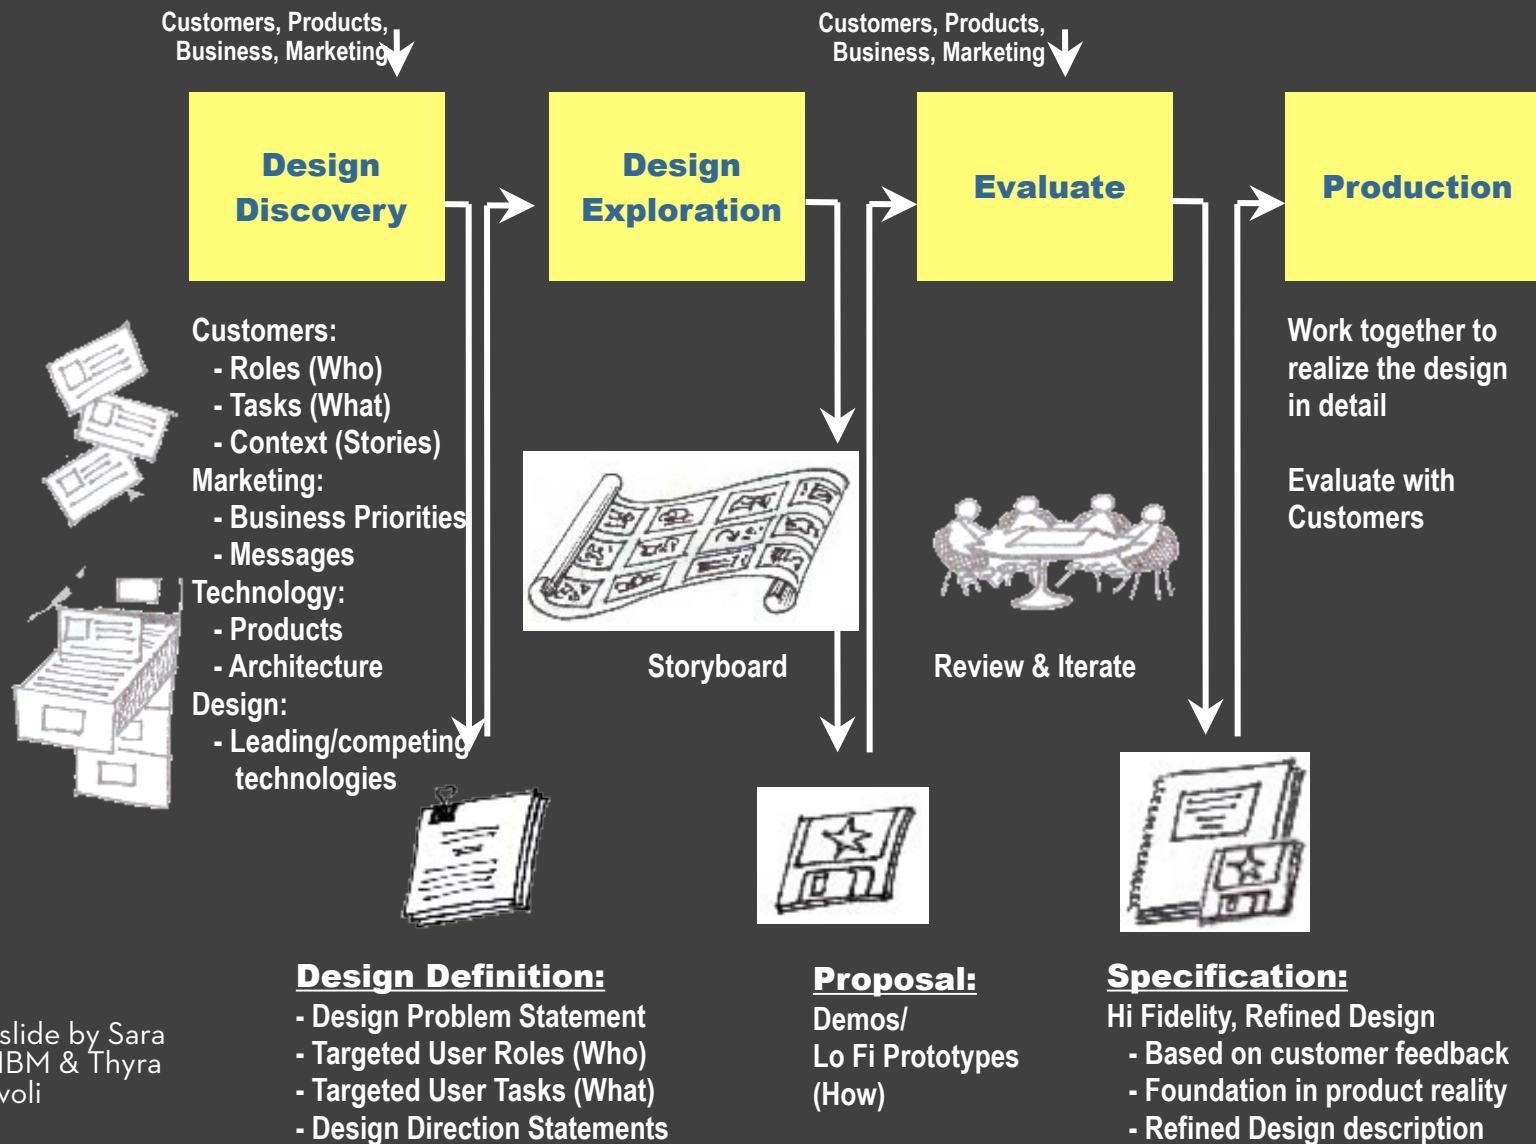 Customers, Products,
Business, Marketing
Customers, Products,
Business, Marketing
Design
Discovery
Design
Exploration
Evaluate
Production
Customers:
- Roles (Who)
- Tasks (What)
- Context (Stories)
Marketing:
- Business Priorities
- Messages
Technology:
- Products
- Architecture
Design:
- Leading/competing
technologies
Storyboard
Review & Iterate
Work together to
realize the design
in detail
Evaluate with
Customers
Design Definition:
- Design Problem Statement
- Targeted User Roles (Who)
- Targeted User Tasks (What)
- Design Direction Statements
Proposal:
Demos/
Lo Fi Prototypes
(How)
Specification:
Hi Fidelity, Refined Design
- Based on customer feedback
- Foundation in product reality
- Refined Design description
slide by Sara
IBM & Thyra
voli